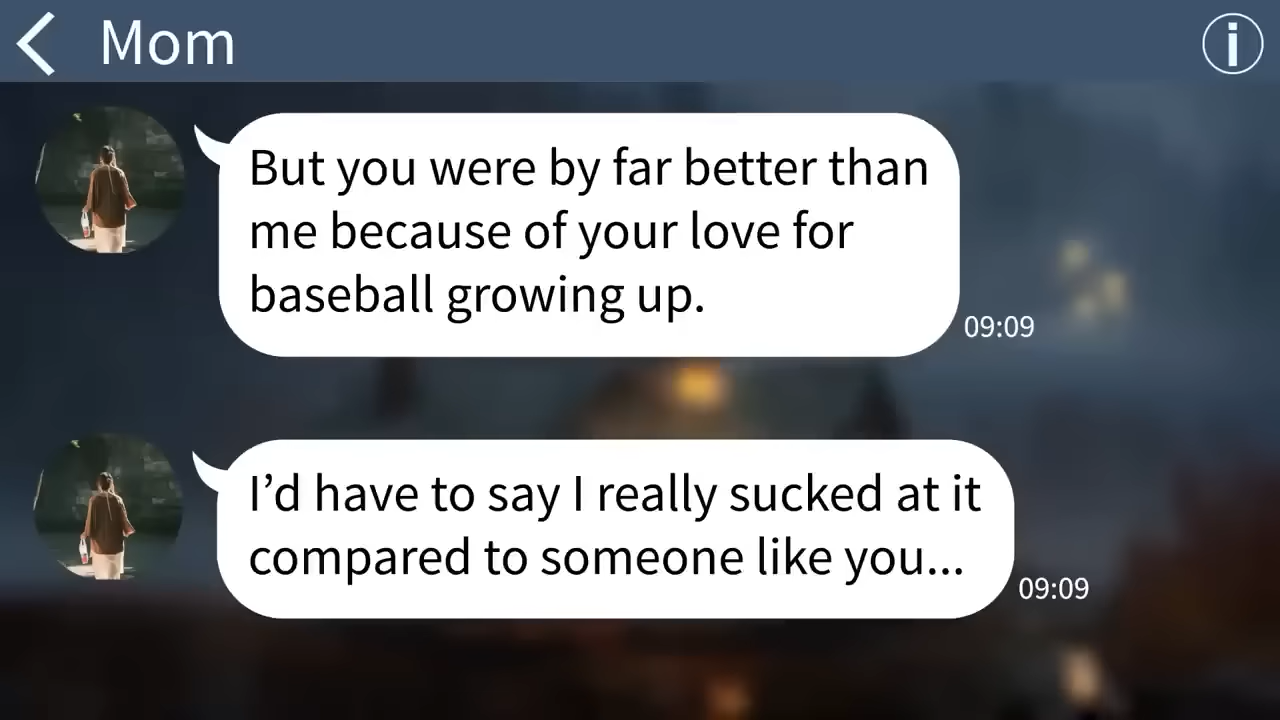 Mom
But you were by far better than
me because of your love for
baseball growing up.
09:09
I’d have to say I really sucked at it
compared to someone like you...
09:09